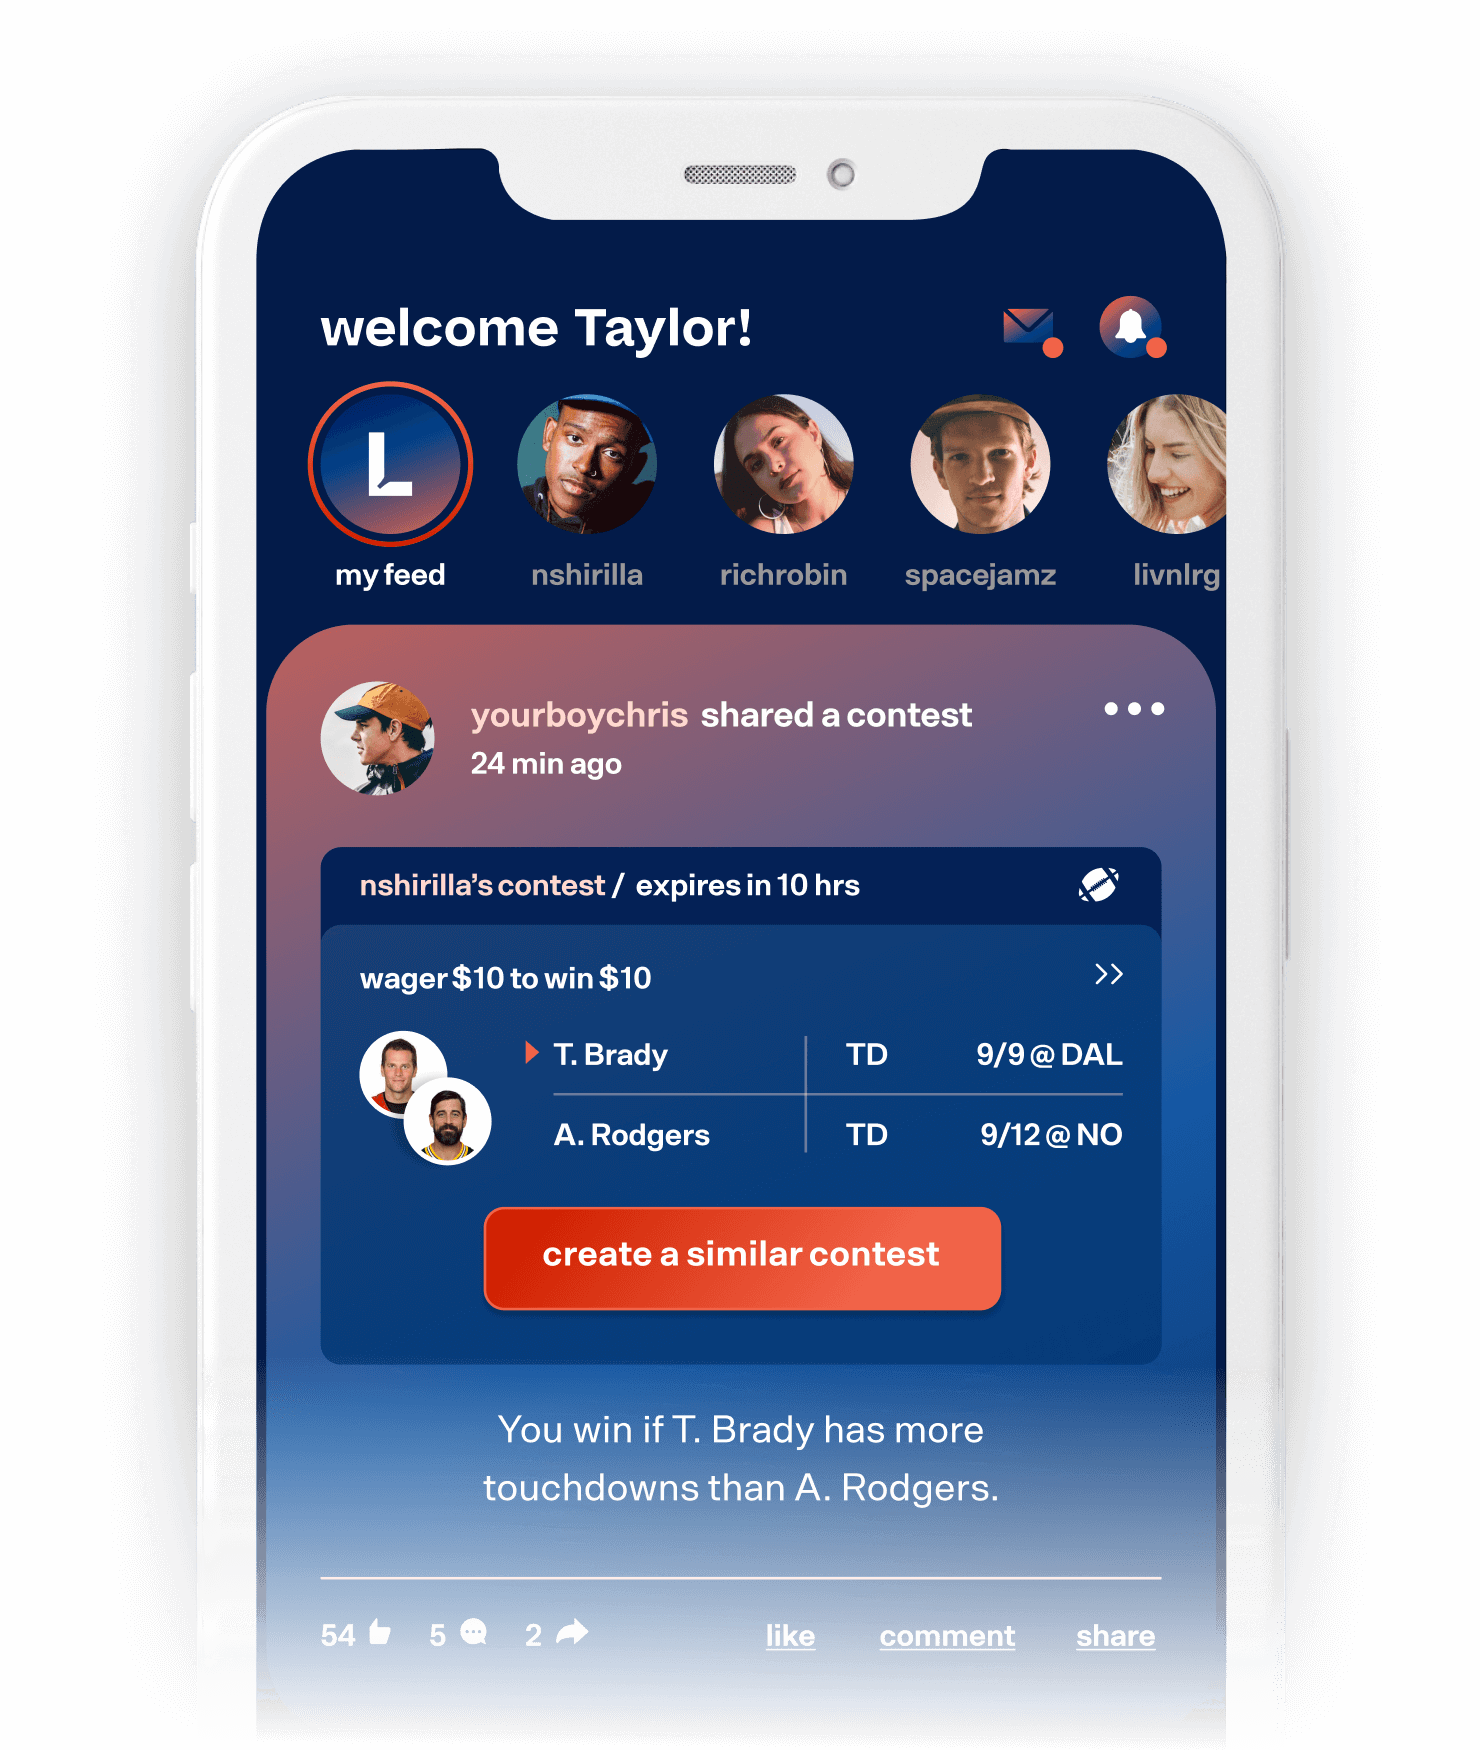 welcome Taylor!
L
my feed
nshirilla
richrobin
spacejamz
livnlrg
yourboychris shared a contest
24 min ago
nshirilla's contest / expires in 10 hrs
wager $10 to win $10
T. Brady TD 9/9 @ DAL
A. Rodgers TD 9/12 @ NO
create a similar contest
You win if T. Brady has more
touchdowns than A. Rodgers.
54 5 2 like comment share